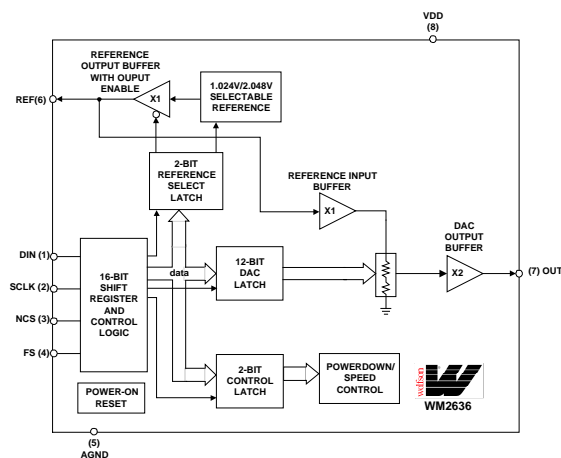 VDD
(8)
REFERENCE
OUTPUT BUFFER
WITH OUPUT
ENABLE
X1
1.024V/2.048V
SELECTABLE
REFERENCE
REF(6)
2-BIT
REFERENCE
SELECT
LATCH
REFERENCE INPUT
BUFFER
X1
DAC
OUTPUT
BUFFER
X2
(7) OUT
DIN (1)
SCLK (2)
NCS (3)
FS (4)
16-BIT
SHIFT
REGISTER
AND
CONTROL
LOGIC
data
12-BIT
DAC
LATCH
2-BIT
CONTROL
LATCH
POWERDOWN/
SPEED
CONTROL
wolfson
WM2636
POWER-ON
RESET
(5)
AGND